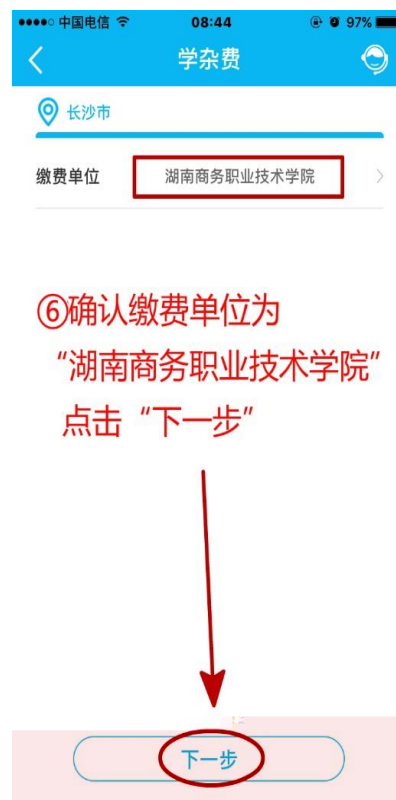 中国电信 08:44 97%
学杂费
长沙市
缴费单位 湖南商务职业技术学院
⑥确认缴费单位为
“湖南商务职业技术学院”
点击“下一步”
下一步